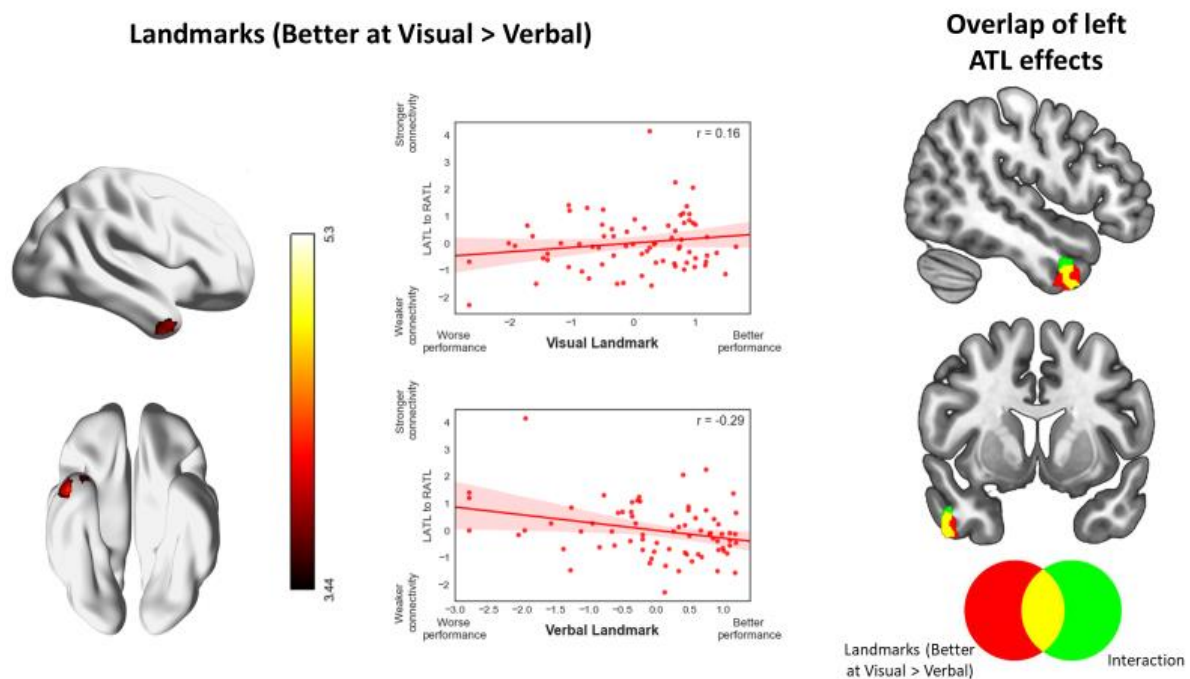 Landmarks (Better at Visual > Verbal)
Overlap of left
ATL effects
53
3.44
Stronger
connectivity
LATL to RATL
Weaker
connectivity
4
3
2
1
0
−1
−2
r = 0.16
−2
−1
0
1
Worse
performance
Visual Landmark
Better
performance
Stronger
connectivity
LATL to RATL
Weaker
connectivity
4
3
2
1
0
−1
−2
r = -0.29
−3.0
−2.5
−2.0
−1.5
−1.0
−0.5
0.0
0.5
1.0
Worse
performance
Verbal Landmark
Better
performance
Landmarks (Better
at Visual > Verbal)
Interaction